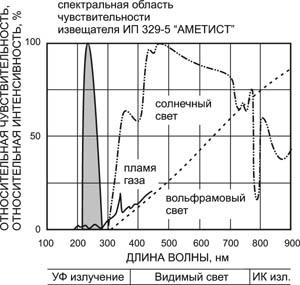 спектральная область
чувствительности
извещателя ИП 329-5 “АМЕТИСТ”
ОТНОСИТЕЛЬНАЯ ЧУВСТВИТЕЛЬНОСТЬ,
ОТНОСИТЕЛЬНАЯ ИНТЕНСИВНОСТЬ, %
100
75
50
25
0
солнечный
свет
пламя
газа
вольфрамовый
свет
100 200 300 400 500 600 700 800 900
ДЛИНА ВОЛНЫ, нм
УФ излучение Видимый свет ИК изл.